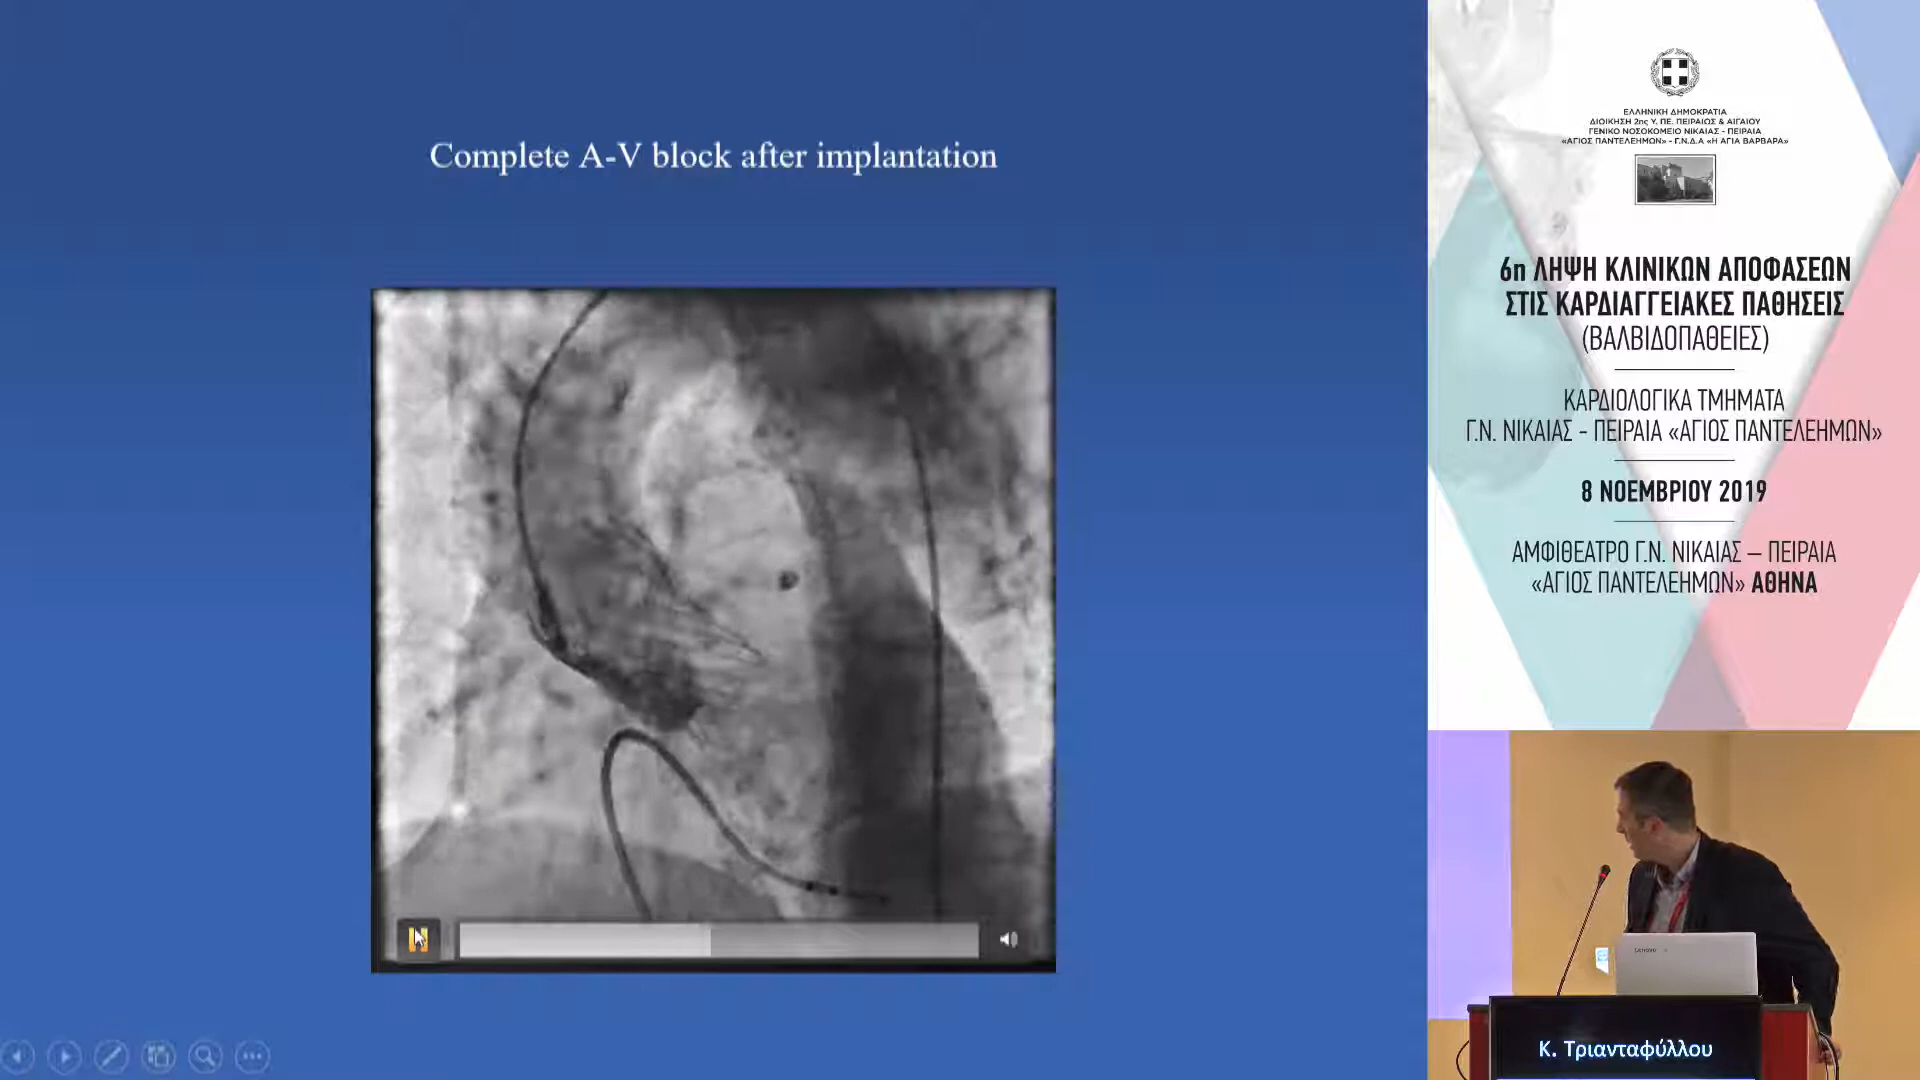 Complete A-V block after implantation
ΕΛΛΗΝΙΚΗ ΔΗΜΟΚΡΑΤΙΑ
ΔΙΟΙΚΗΣΗ 2ης Υ. ΠΕ. ΠΕΙΡΑΙΩΣ & ΑΙΓΑΙΟΥ
ΓΕΝΙΚΟ ΝΟΣΟΚΟΜΕΙΟ ΝΙΚΑΙΑΣ - ΠΕΙΡΑΙΑ
«ΑΓΙΟΣ ΠΑΝΤΕΛΕΗΜΩΝ» - Γ.Ν.Δ.Α «Η ΑΓΙΑ ΒΑΡΒΑΡΑ»
6η ΛΗΨΗ ΚΛΙΝΙΚΩΝ ΑΠΟΦΑΣΕΩΝ
ΣΤΙΣ ΚΑΡΔΙΑΓΓΕΙΑΚΕΣ ΠΑΘΗΣΕΙΣ
(ΒΑΛΒΙΔΟΠΑΘΕΙΕΣ)
ΚΑΡΔΙΟΛΟΓΙΚΑ ΤΜΗΜΑΤΑ
Γ.Ν. ΝΙΚΑΙΑΣ - ΠΕΙΡΑΙΑ «ΑΓΙΟΣ ΠΑΝΤΕΛΕΗΜΩΝ»
8 ΝΟΕΜΒΡΙΟΥ 2019
ΑΜΦΙΘΕΑΤΡΟ Γ.Ν. ΝΙΚΑΙΑΣ – ΠΕΙΡΑΙΑ
«ΑΓΙΟΣ ΠΑΝΤΕΛΕΗΜΩΝ» ΑΘΗΝΑ
Lenovo
Κ. Τριανταφύλλου